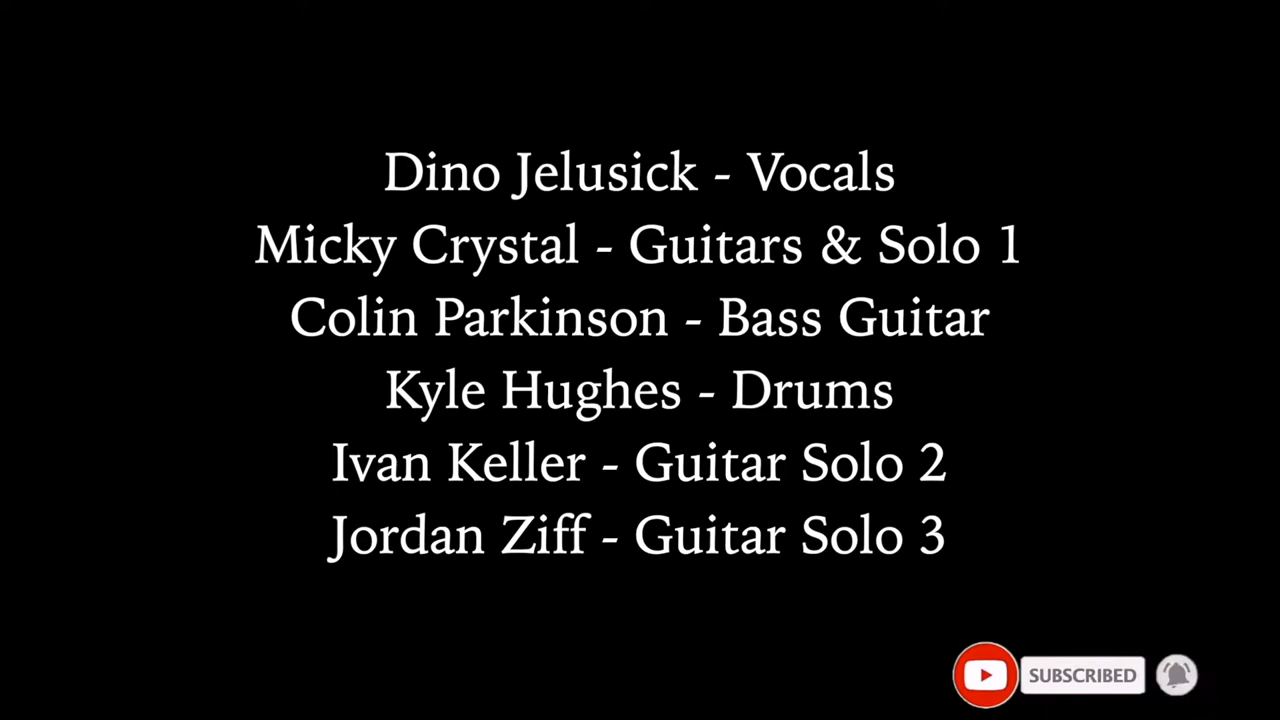 Dino Jelusick - Vocals
Micky Crystal - Guitars & Solo 1
Colin Parkinson - Bass Guitar
Kyle Hughes - Drums
Ivan Keller - Guitar Solo 2
Jordan Ziff - Guitar Solo 3
SUBSCRIBED